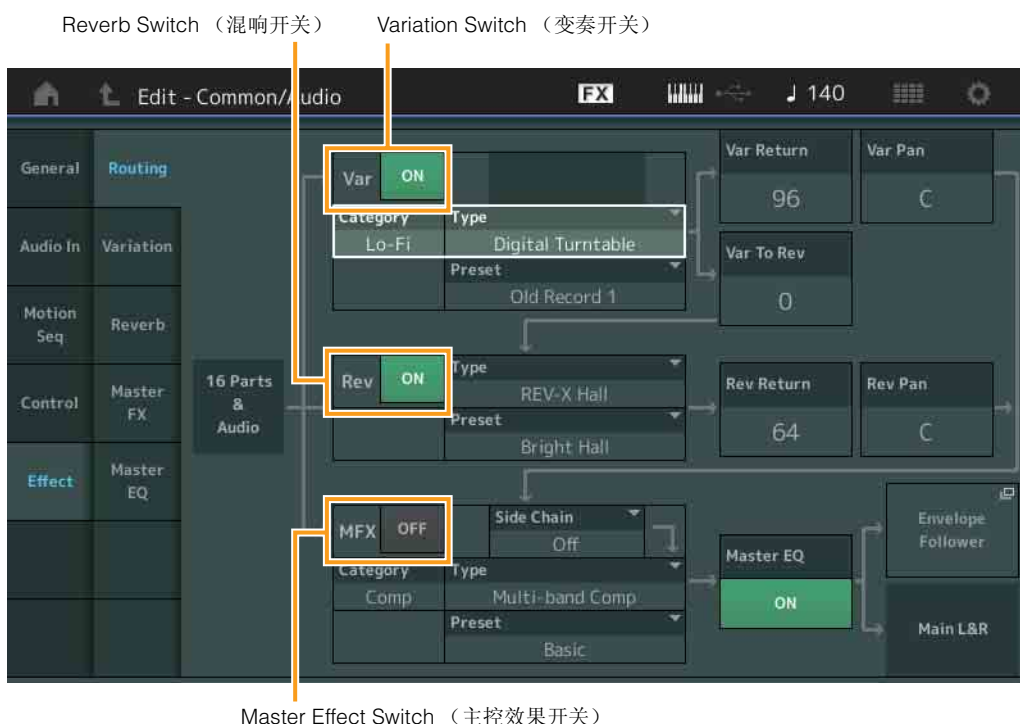 Reverb Switch （混响开关）
Variation Switch （变奏开关）
Edit - Common/Audio
FX
140
General
Routing
Var
ON
Var Return
96
Var Pan
C
Category
Lo-Fi
Type
Digital Turntable
Audio In
Variation
Var To Rev
0
Preset
Old Record 1
Motion
Seq
Reverb
16 Parts
&
Audio
Rev
ON
Type
REV-X Hall
Rev Return
64
Rev Pan
C
Control
Master
FX
Preset
Bright Hall
Effect
Master
EQ
MFX
OFF
Side Chain
Off
Envelope
Follower
Category
Comp
Type
Multi-band Comp
Master EQ
ON
Preset
Basic
Main L&R
Master Effect Switch （主控效果开关）